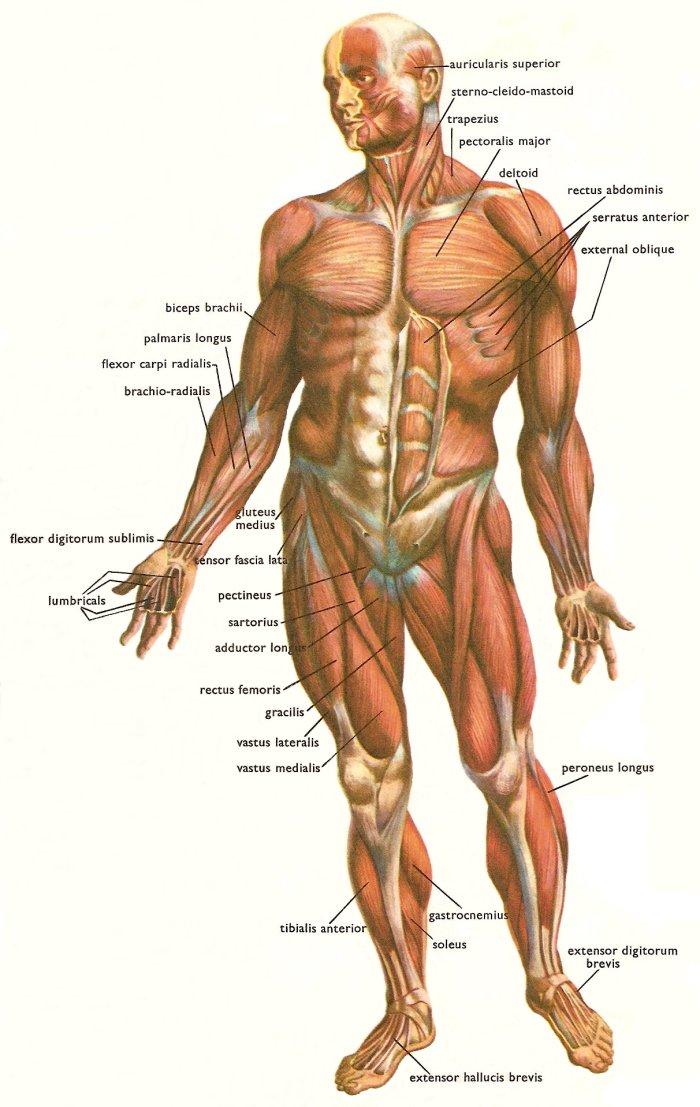 auricularis superior
sterno-cleido-mastoid
trapezius
pectoralis major
deltoid
rectus abdominis
serratus anterior
external oblique
biceps brachii
palmaris longus
flexor carpi radialis
brachio-radialis
gluteus
medius
flexor digitorum sublimis
tensor fascia lata
lumbricals
pectineus
sartorius
adductor longus
rectus femoris
gracilis
vastus lateralis
vastus medialis
peroneus longus
gastrocnemius
tibialis anterior
soleus
extensor digitorum
brevis
extensor hallucis brevis